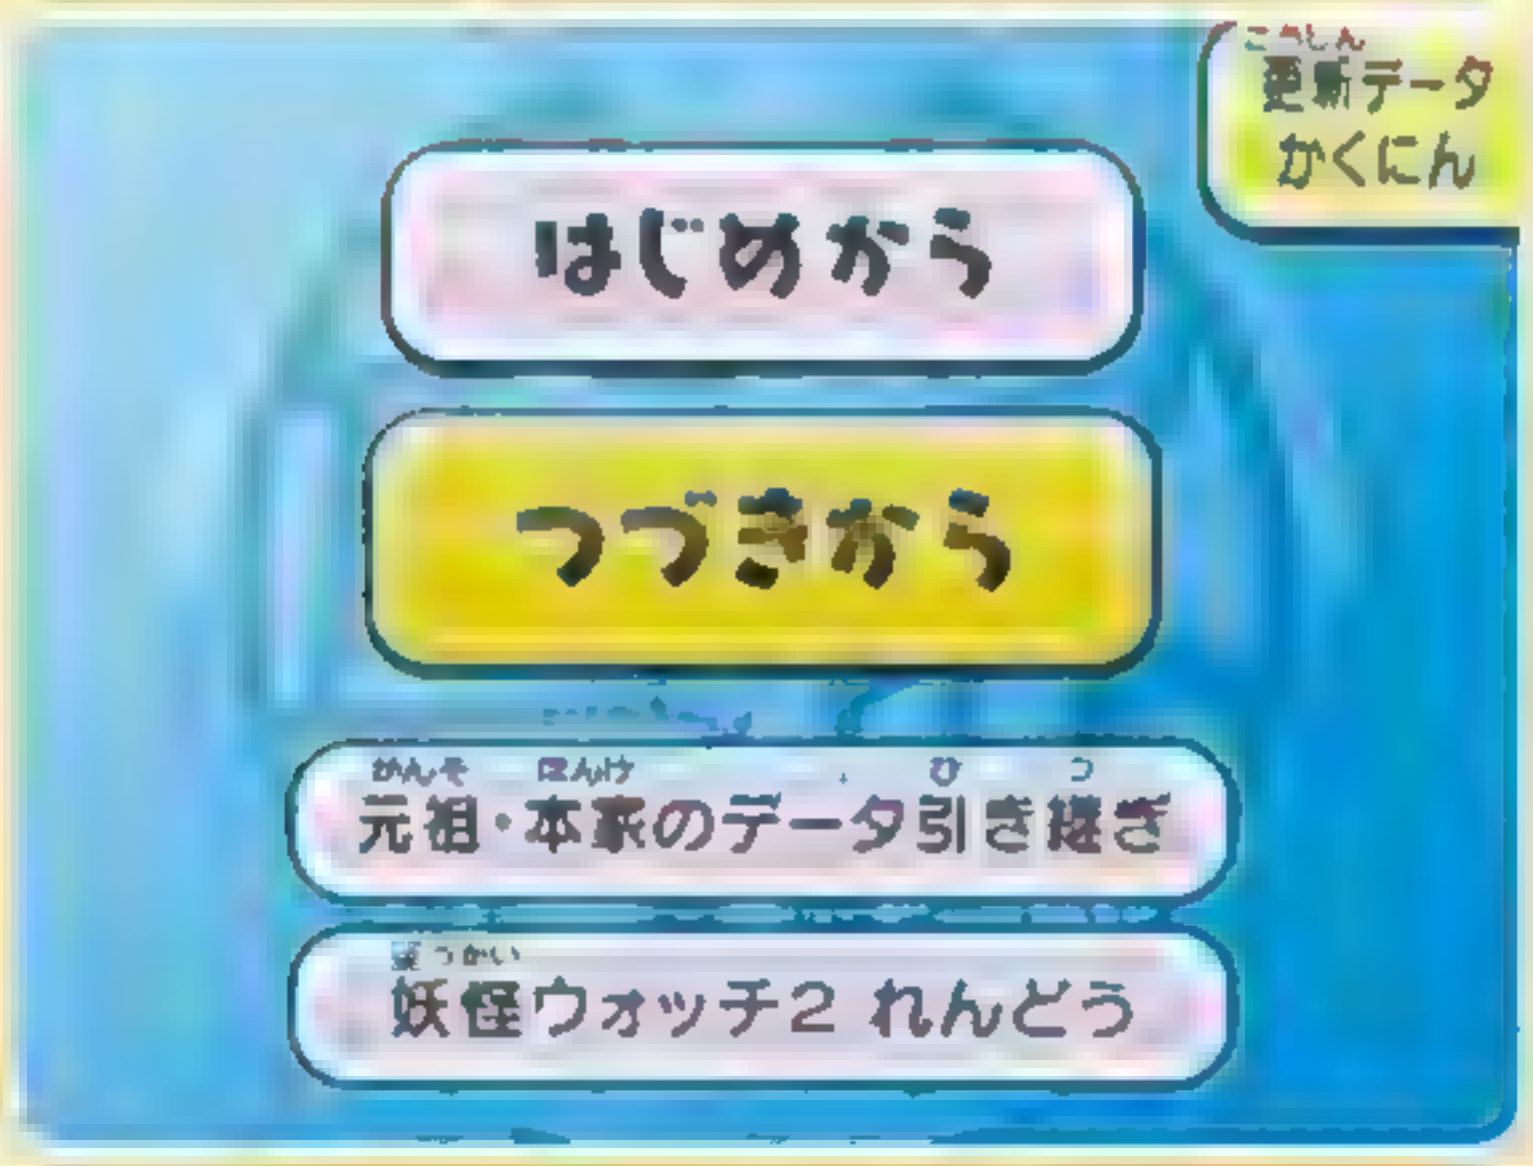 こうしん
更新データ
かくにん
はじめから
つづきから
がんそ ほんけ ひ つ
元祖・本家のデータ引き継ぎ
ようかい
妖怪ウォッチ2 れんどう